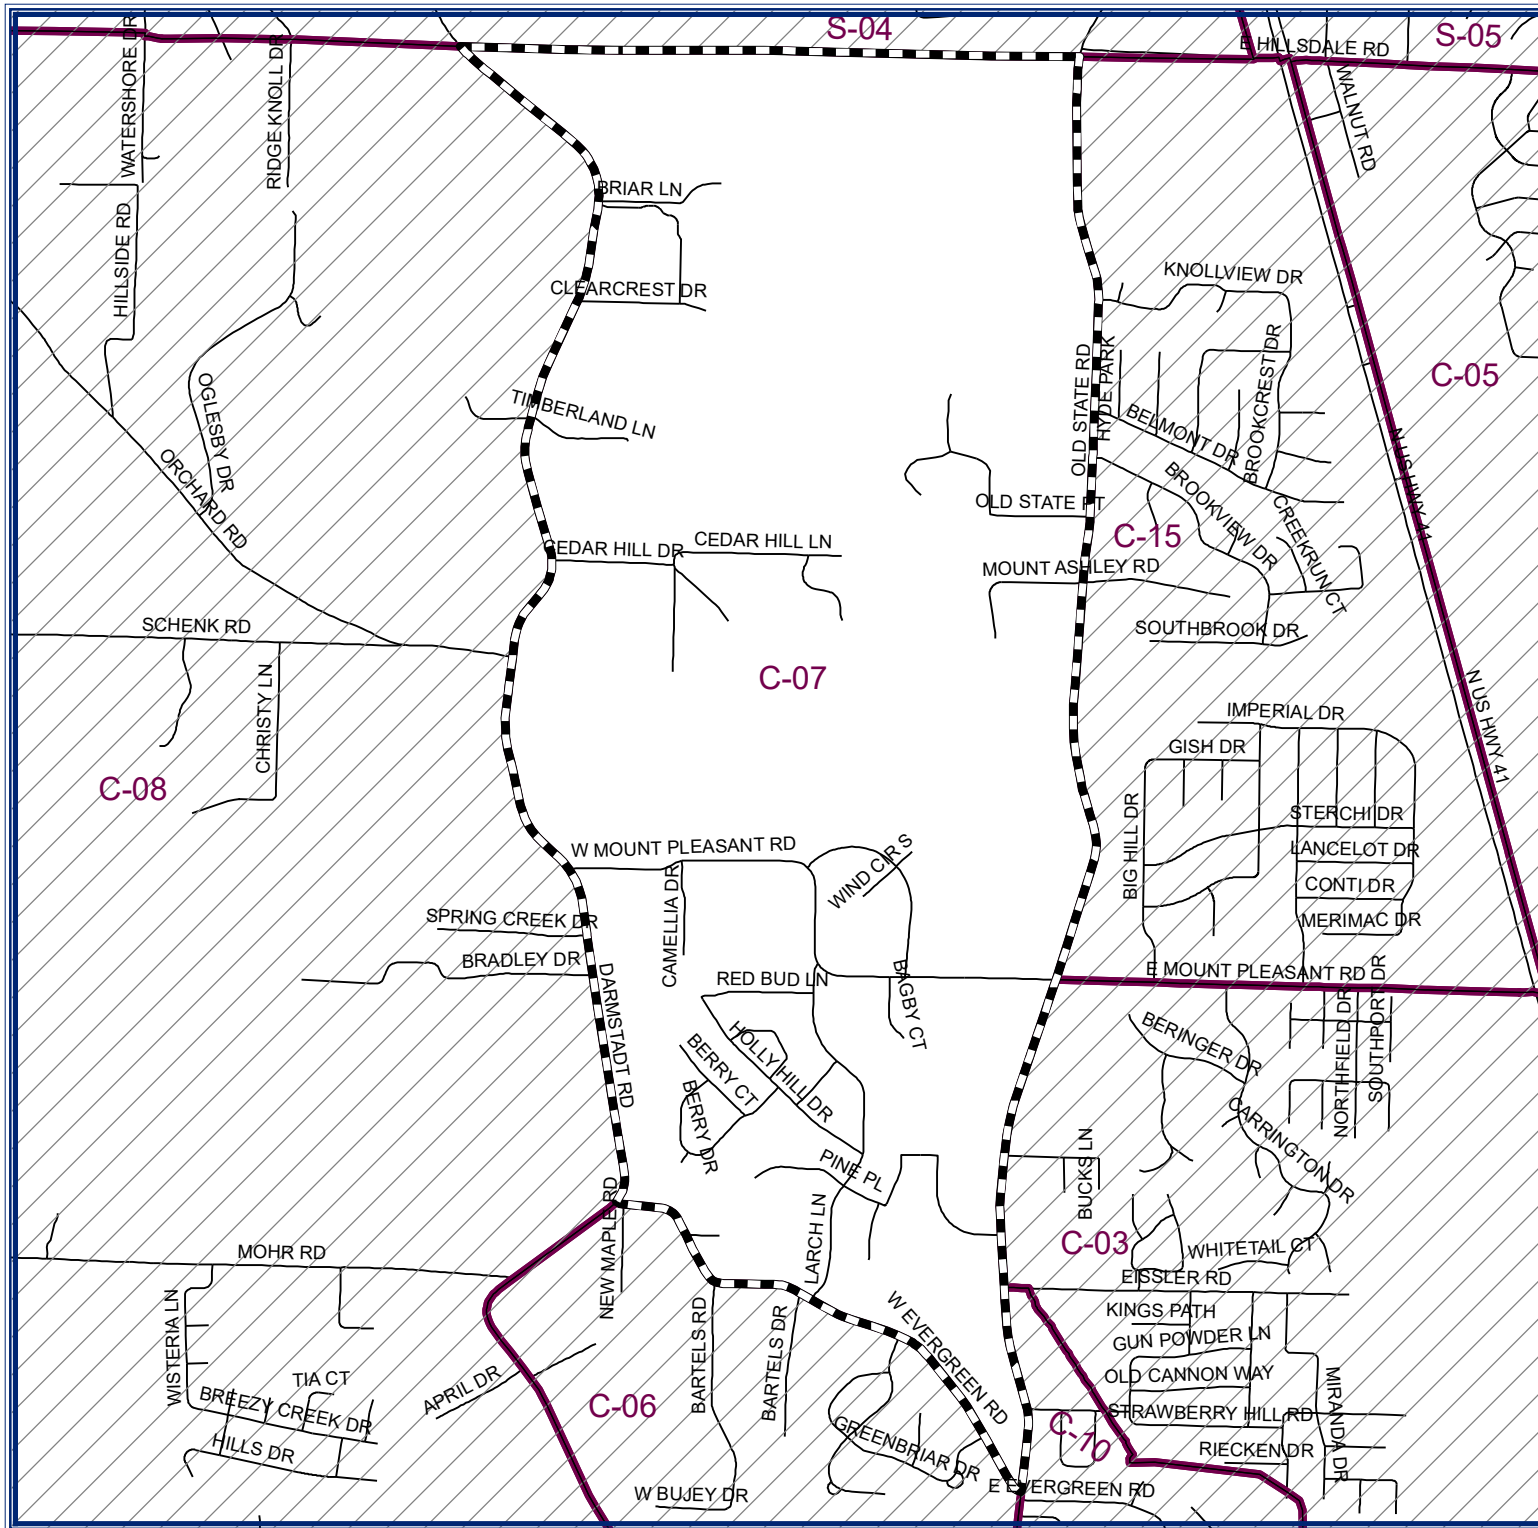 S-04
S-05
E HILLSDALE RD
WATERSHORE DR
RIDGE KNOLL DR
WALNUT RD
BRIAR LN
HILLSIDE RD
KNOLLVIEW DR
CLEARCREST DR
OLD STATE RD
HYDE PARK
BROOKCREST DR
C-05
OGLESBY DR
TIMBERLAND LN
BELMONT DR
ORCHARD RD
BROOKVIEW DR
N US HWY 41
OLD STATE PT
CREEKRUN CT
C-15
CEDAR HILL DR
CEDAR HILL LN
MOUNT ASHLEY RD
SCHENK RD
SOUTHBROOK DR
CHRISTY LN
C-07
N US HWY 41
IMPERIAL DR
GISH DR
C-08
BIG HILL DR
STERCHI DR
W MOUNT PLEASANT RD
WIND CIR S
LANCELOT DR
CAMELLIA DR
CONTI DR
SPRING CREEK DR
MERIMAC DR
BRADLEY DR
DARMSTADT RD
RED BUD LN
BAGBY CT
E MOUNT PLEASANT RD
NORTHFIELD DR
SOUTHPORT DR
BERINGER DR
HOLLY HILL DR
BERRY CT
BERRY DR
CARRINGTON DR
PINE PL
BUCKS LN
NEW MAPLE RD
LARCH LN
C-03
MOHR RD
WHITETAIL CT
EISSLER RD
WISTERIA LN
BARTELS RD
BARTELS DR
W EVERGREEN RD
KINGS PATH
GUN POWDER LN
TIA CT
APRIL DR
OLD CANNON WAY
MIRANDA DR
BREEZY CREEK DR
C-06
STRAWBERRY HILL RD
C-10
HILLS DR
GREENBRIAR DR
RIECKEN DR
W BUJEY DR
E EVERGREEN RD